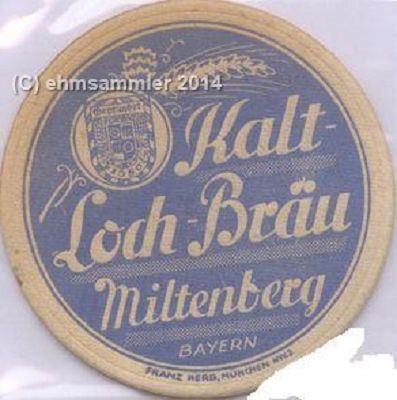 (C) ehmsammler 2014
Kalt-
Loch-Bräu
Miltenberg
BAYERN
FRANZ HERB, MÜNCHEN